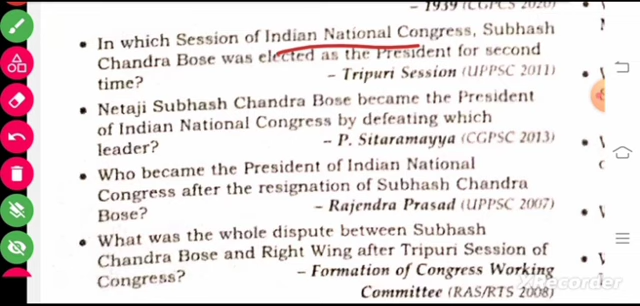 – 1939 (CGPCS 2020)
• In which Session of Indian National Congress, Subhash
Chandra Bose was elected as the President for second
time?
– Tripuri Session (UPPSC 2011)
• Netaji Subhash Chandra Bose became the President
of Indian National Congress by defeating which
leader?
– P. Sitaramayya (CGPSC 2013)
• Who became the President of Indian National
Congress after the resignation of Subhash Chandra
Bose?
– Rajendra Prasad (UPPSC 2007)
• What was the whole dispute between Subhash
Chandra Bose and Right Wing after Tripuri Session of
Congress?
– Formation of Congress Working
Committee (RAS/RTS 2008)
XRecorder